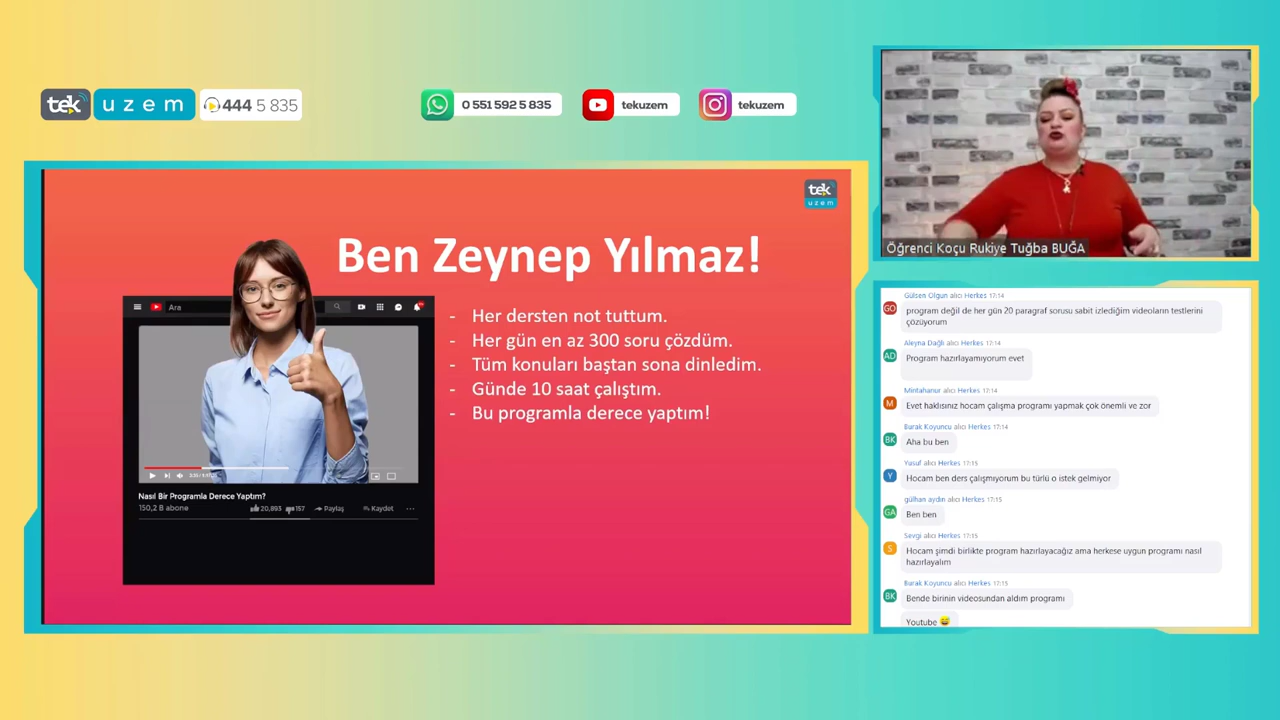 tek uzem 444 5 835
0 551 592 5 835
tekuzem
tekuzem
tek
uzem
Ben Zeynep Yılmaz!
Ara
- Her dersten not tuttum.
- Her gün en az 300 soru çözdüm.
- Tüm konuları baştan sona dinledim.
- Günde 10 saat çalıştım.
- Bu programla derece yaptım!
Nasıl Bir Programla Derece Yaptım?
150,2 B abone
20,893 157 Paylaş Kaydet
Öğrenci Koçu Rukiye Tuğba BUĞA
Gülsen Olgun alıcı Herkes 17:14
GO
program değil de her gün 20 paragraf sorusu sabit izlediğim videoların testlerini
çözüyorum
Aleyna Dağlı alıcı Herkes 17:14
AD
Program hazırlayamıyorum evet
Mintahanur alıcı Herkes 17:14
M
Evet haklısınız hocam çalışma programı yapmak çok önemli ve zor
Burak Koyuncu alıcı Herkes 17:14
BK
Aha bu ben
Yusuf alıcı Herkes 17:15
Y
Hocam ben ders çalışmıyorum bu türlü o istek gelmiyor
gülhan aydın alıcı Herkes 17:15
GA
Ben ben
Sevgi alıcı Herkes 17:15
S
Hocam şimdi birlikte program hazırlayacağız ama herkese uygun programı nasıl
hazırlayalım
Burak Koyuncu alıcı Herkes 17:15
BK
Bende birinin videosundan aldım programı
Youtube 😅